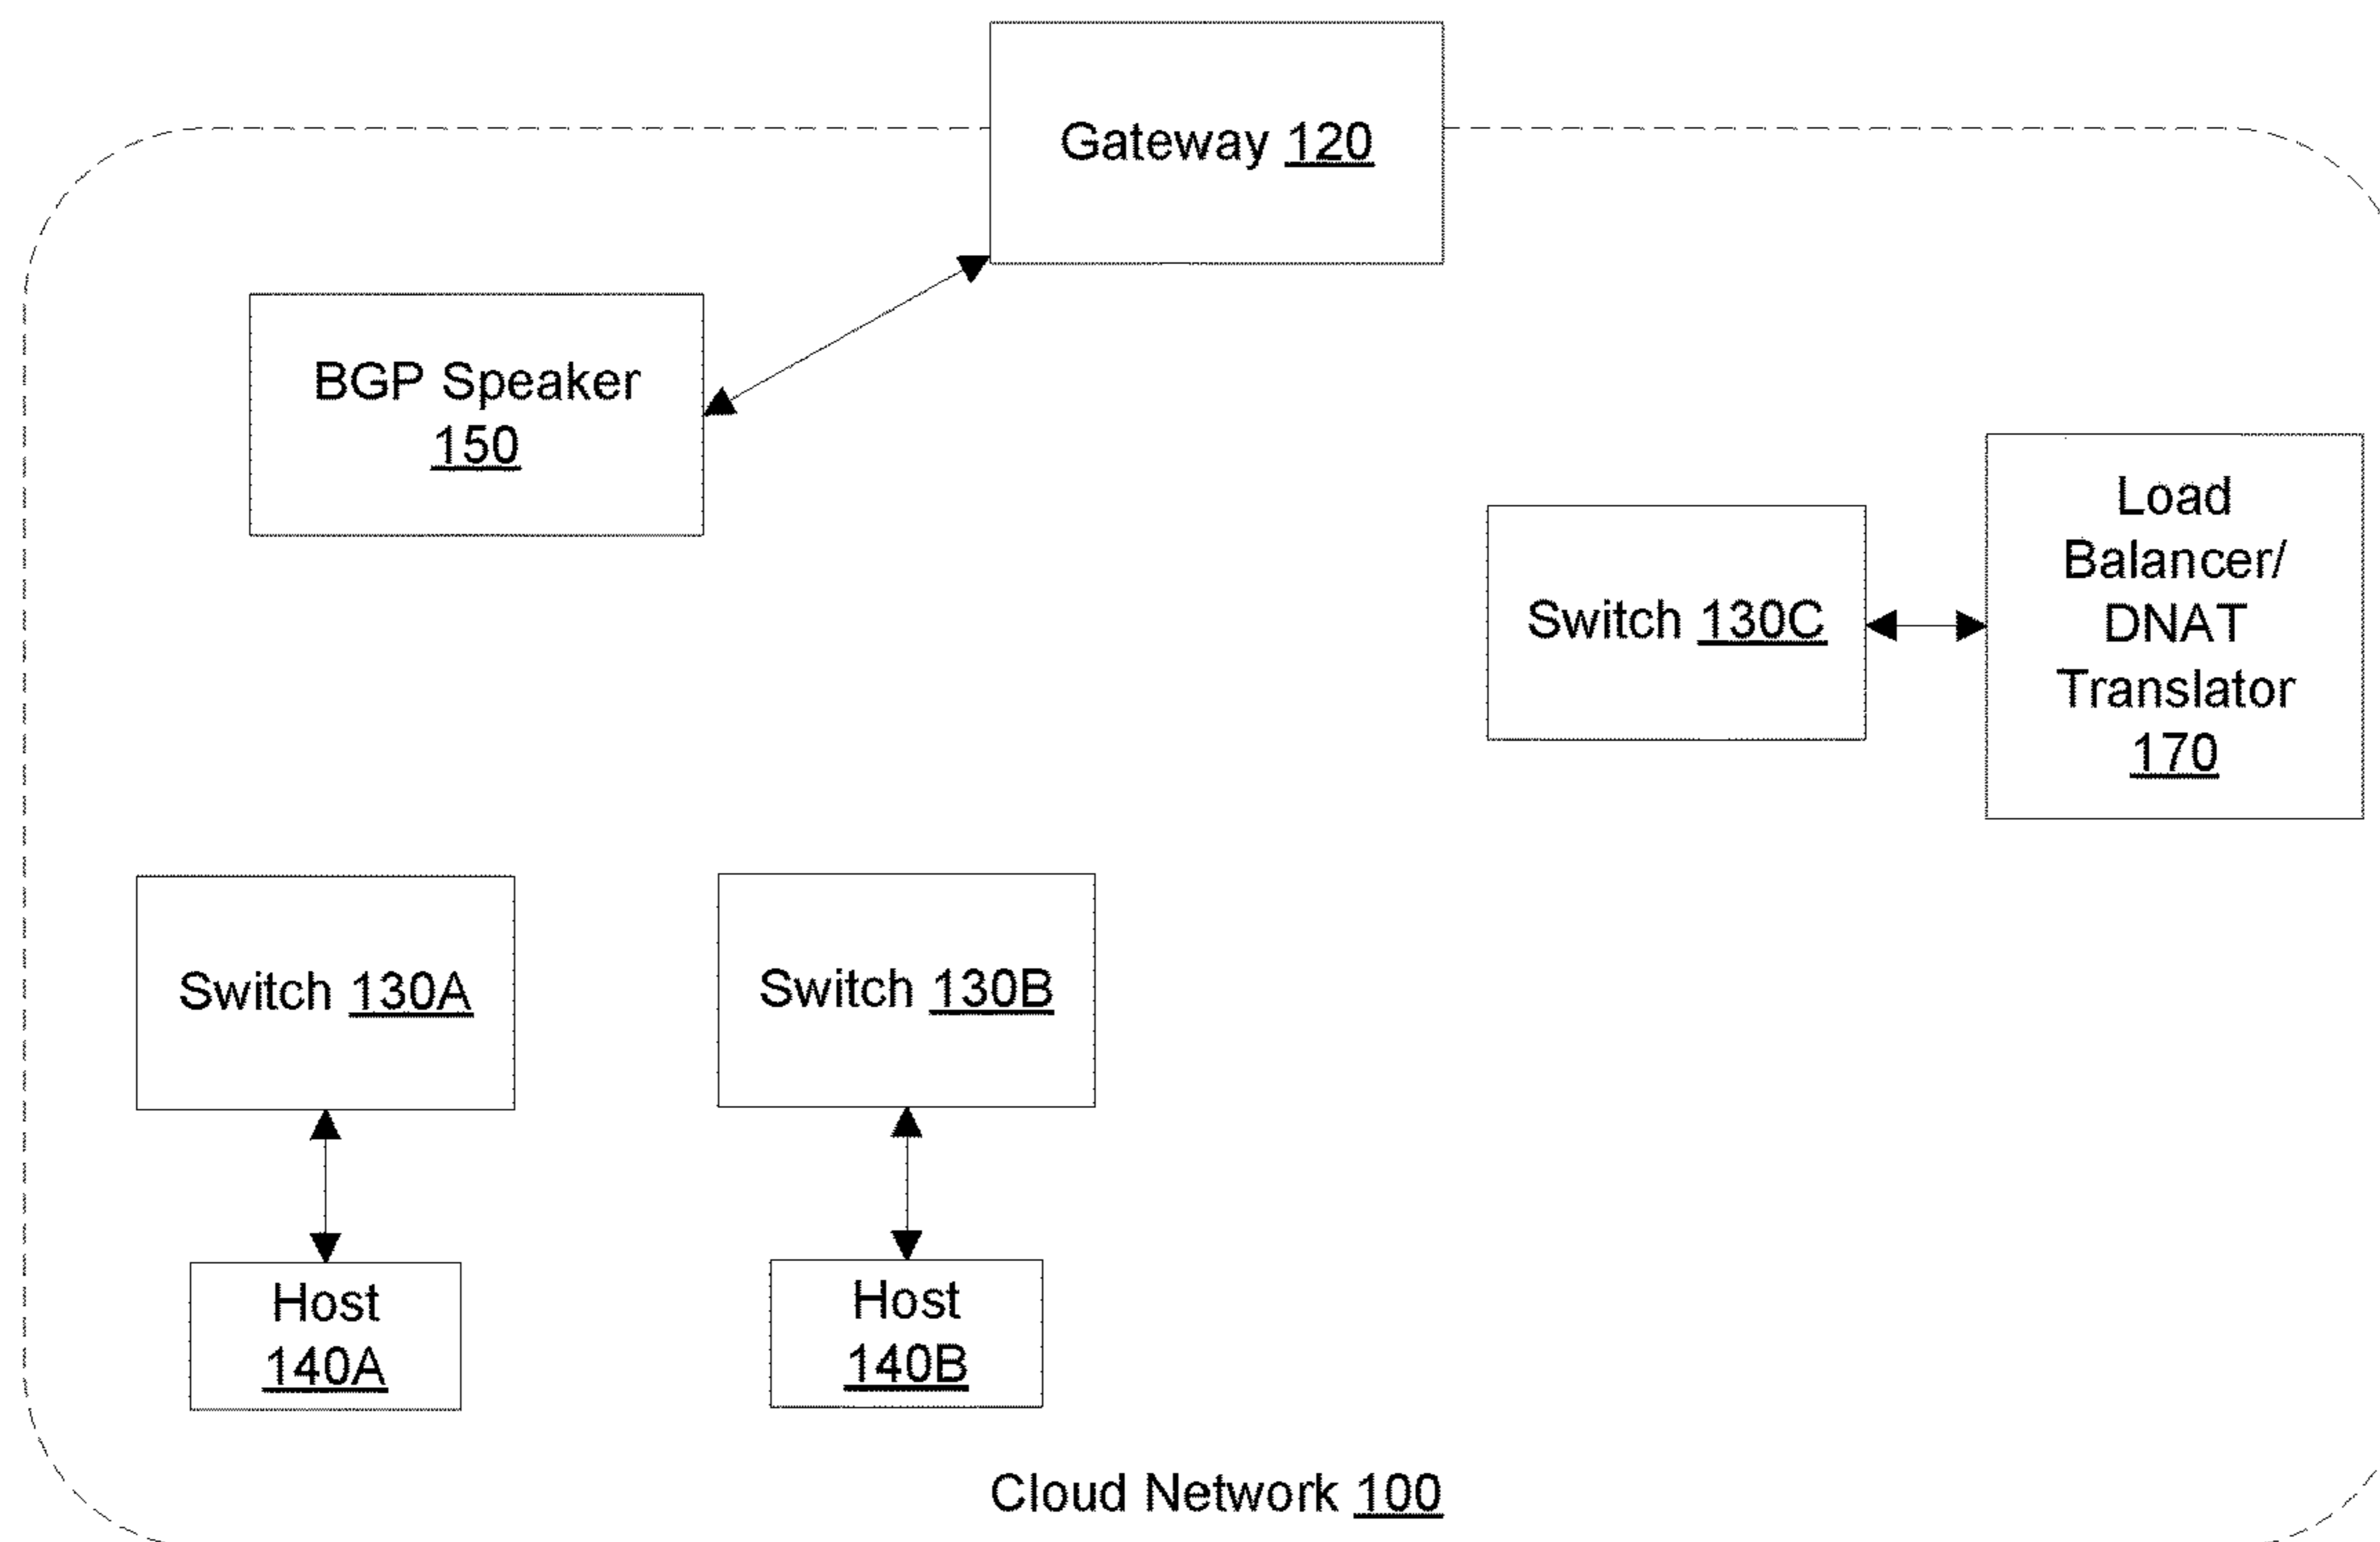 Gateway 120
BGP Speaker
150
Switch 130C
Load
Balancer/
DNAT
Translator
170
Switch 130A
Switch 130B
Host
140A
Host
140B
Cloud Network 100